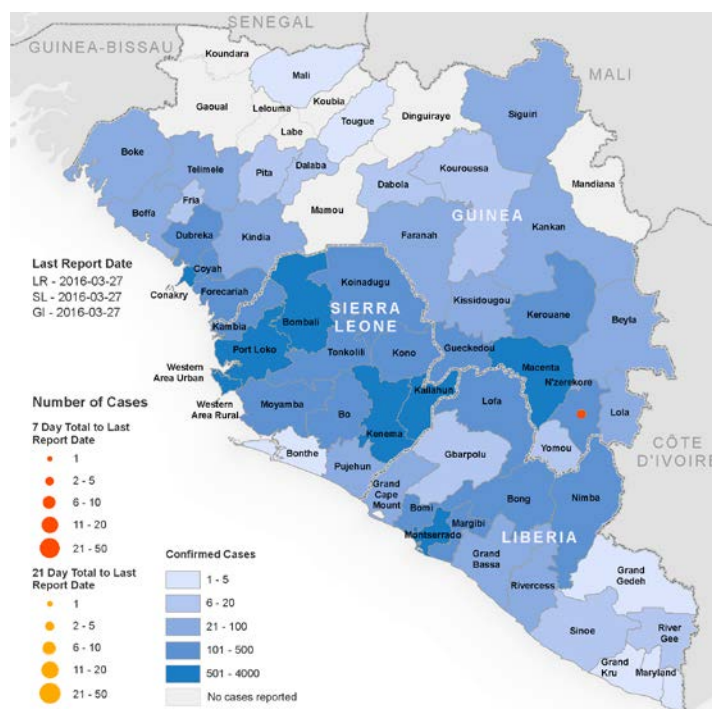 SENEGAL
GUINEA-BISSAU
MALI
Koundara
Mali
Koubia
Lelouma
Gaoual
Labe
Tougue
Dinguiraye
Siguiri
Boke
Telimele
Pita
Dalaba
Dabola
Kouroussa
Mandiana
Fria
Mamou
GUINEA
Boffa
Kindia
Kankan
Dubreka
Faranah
Last Report Date
LR - 2016-03-27
SL - 2016-03-27
GI - 2016-03-27
Coyah
Conakry
Forecariah
Koinadugu
Kissidougou
Kerouane
Beyla
Kambia
Bombali
SIERRA
LEONE
Port Loko
Tonkolili
Kono
Gueckedou
Macenta
N'zerekore
Western
Area Urban
Kailahun
Lofa
Lola
Number of Cases
Western
Area Rural
Moyamba
Bo
Kenema
CÔTE
D'IVOIRE
7 Day Total to Last
Report Date
1
2 - 5
6 - 10
11 - 20
21 - 50
Bonthe
Pujehun
Gbarpolu
Yomou
Grand
Cape
Mount
Bomi
Bong
Nimba
Montserrado
Margibi
LIBERIA
Grand
Bassa
Rivercess
Grand
Gedeh
Sinoe
River
Gee
Grand
Kru
Maryland
21 Day Total to Last
Report Date
1
2 - 5
6 - 10
11 - 20
21 - 50
Confirmed Cases
1 - 5
6 - 20
21 - 100
101 - 500
501 - 4000
No cases reported